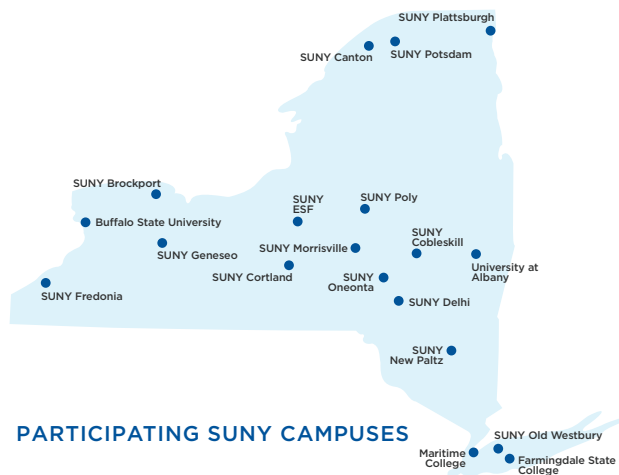 SUNY Plattsburgh
SUNY Canton
SUNY Potsdam
SUNY Brockport
SUNY
ESF
SUNY Poly
Buffalo State University
SUNY
Cobleskill
SUNY Geneseo
SUNY Morrisville
SUNY Cortland
University at
Albany
SUNY
Oneonta
SUNY Fredonia
SUNY Delhi
SUNY
New Paltz
PARTICIPATING SUNY CAMPUSES
SUNY Old Westbury
Maritime
College
Farmingdale State
College